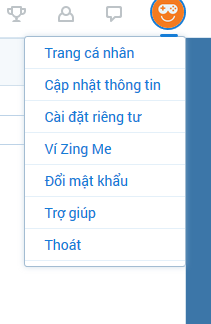 Trang cá nhân
Cập nhật thông tin
Cài đặt riêng tư
Ví Zing Me
Đổi mật khẩu
Trợ giúp
Thoát